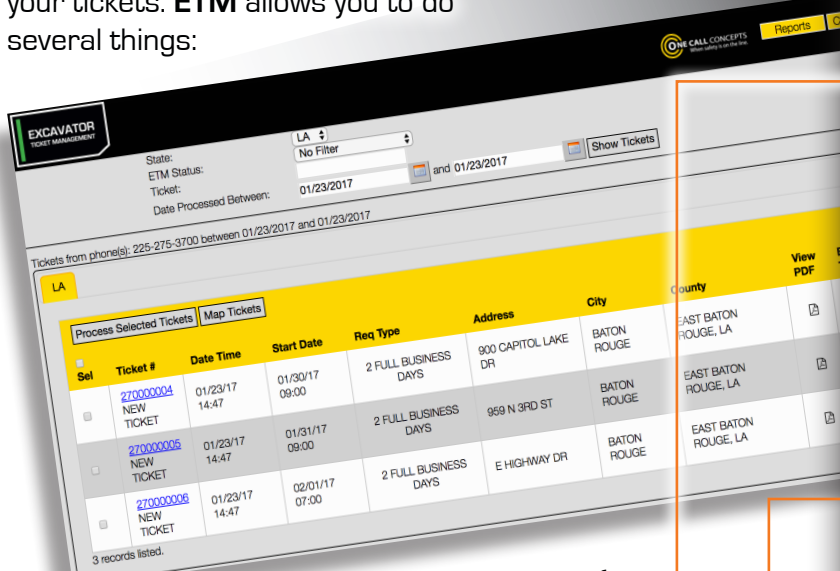 your tickets. ETM allows you to do
several things:
ONE CALL CONCEPTS
When safety is on the line.
Reports
EXCAVATOR
TICKET MANAGEMENT
State: LA
ETM Status: No Filter
Ticket:
Date Processed Between: 01/23/2017 and 01/23/2017 Show Tickets
Tickets from phone(s): 225-275-3700 between 01/23/2017 and 01/23/2017
LA
Process Selected Tickets Map Tickets
Sel Ticket # Date Time Start Date Req Type Address City County View PDF
270000004 NEW TICKET 01/23/17 14:47 01/30/17 09:00 2 FULL BUSINESS DAYS 900 CAPITOL LAKE DR BATON ROUGE EAST BATON ROUGE, LA
270000005 NEW TICKET 01/23/17 14:47 01/31/17 09:00 2 FULL BUSINESS DAYS 959 N 3RD ST BATON ROUGE EAST BATON ROUGE, LA
270000006 NEW TICKET 01/23/17 14:47 02/01/17 07:00 2 FULL BUSINESS DAYS E HIGHWAY DR BATON ROUGE EAST BATON ROUGE, LA
3 records listed.